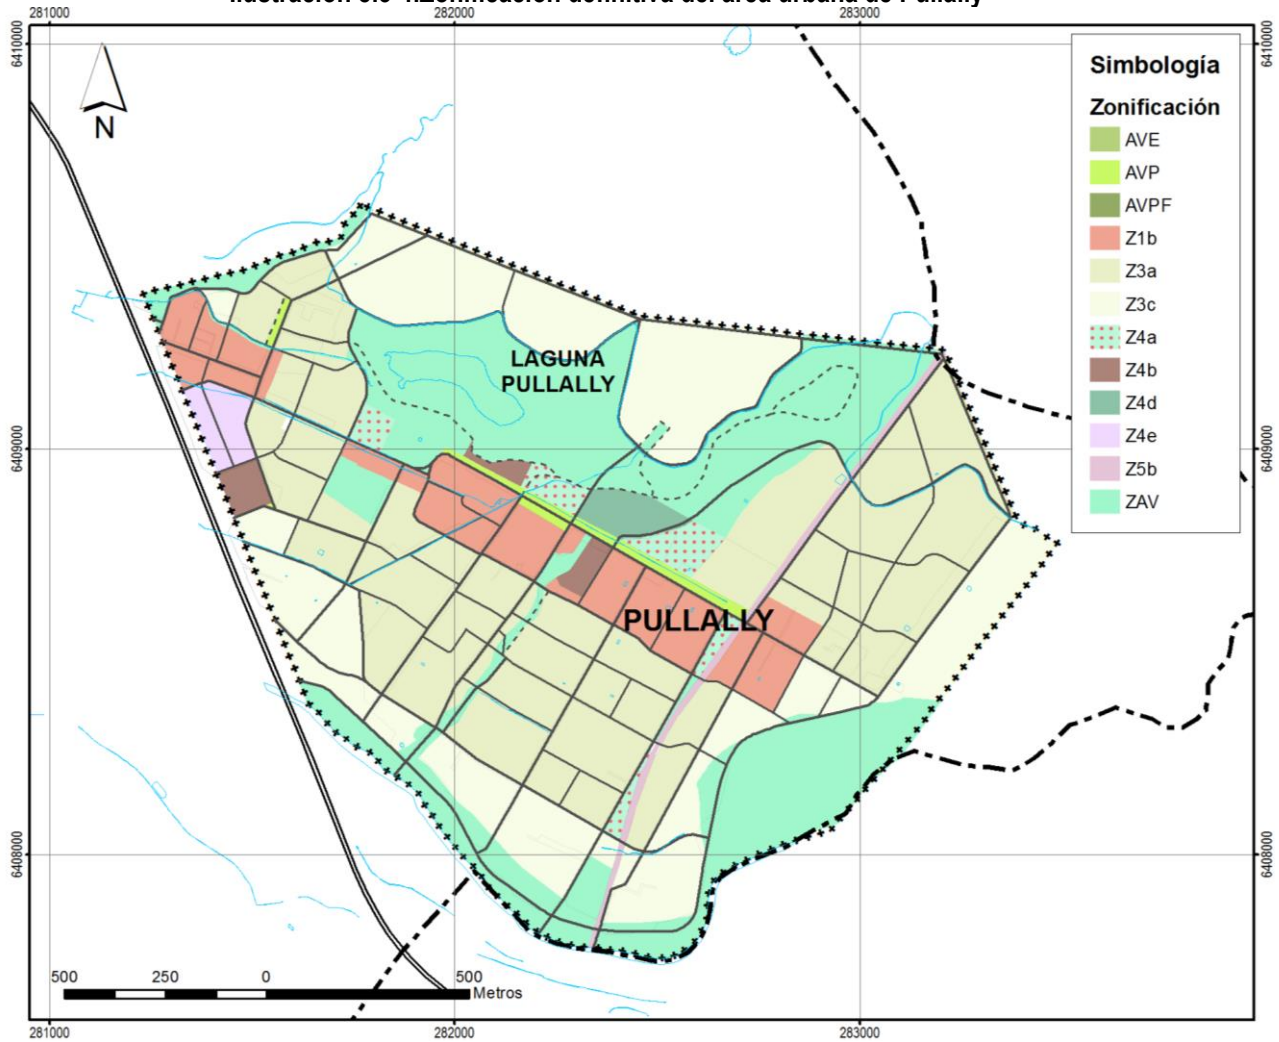 281000
282000
283000
6410000
6410000
Simbología
Zonificación
AVE
AVP
AVPF
Z1b
Z3a
Z3c
Z4a
Z4b
Z4d
Z4e
Z5b
ZAV
N
LAGUNA
PULLALLY
6409000
6409000
PULLALLY
6408000
6408000
500 250 0 500
Metros
281000
282000
283000